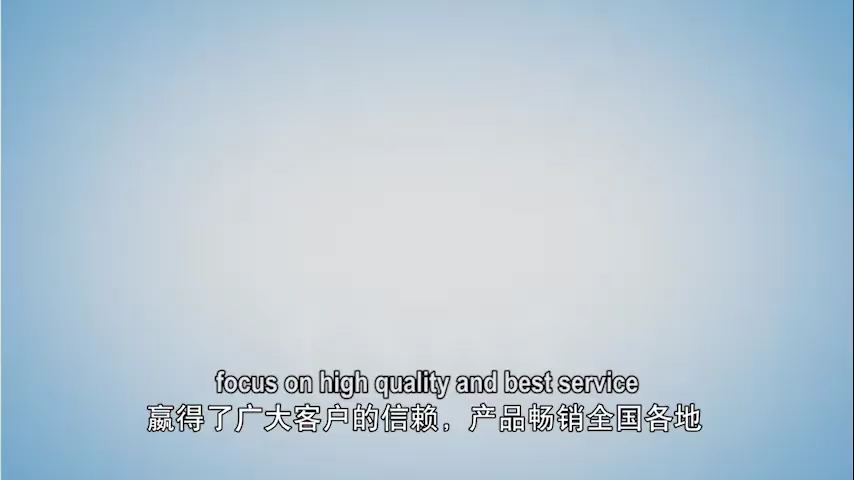 focus on high quality and best service
赢得了广大客户的信赖，产品畅销全国各地